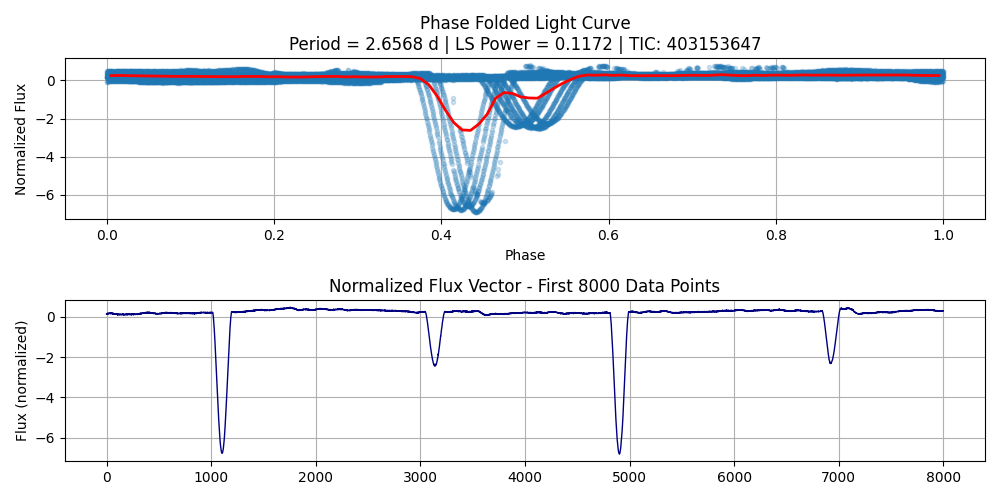 Phase Folded Light Curve
Period = 2.6568 d | LS Power = 0.1172 | TIC: 403153647
Normalized Flux
0
−2
−4
−6
0.0 0.2 0.4 0.6 0.8 1.0
Phase
Normalized Flux Vector - First 8000 Data Points
Flux (normalized)
0
−2
−4
−6
0 1000 2000 3000 4000 5000 6000 7000 8000